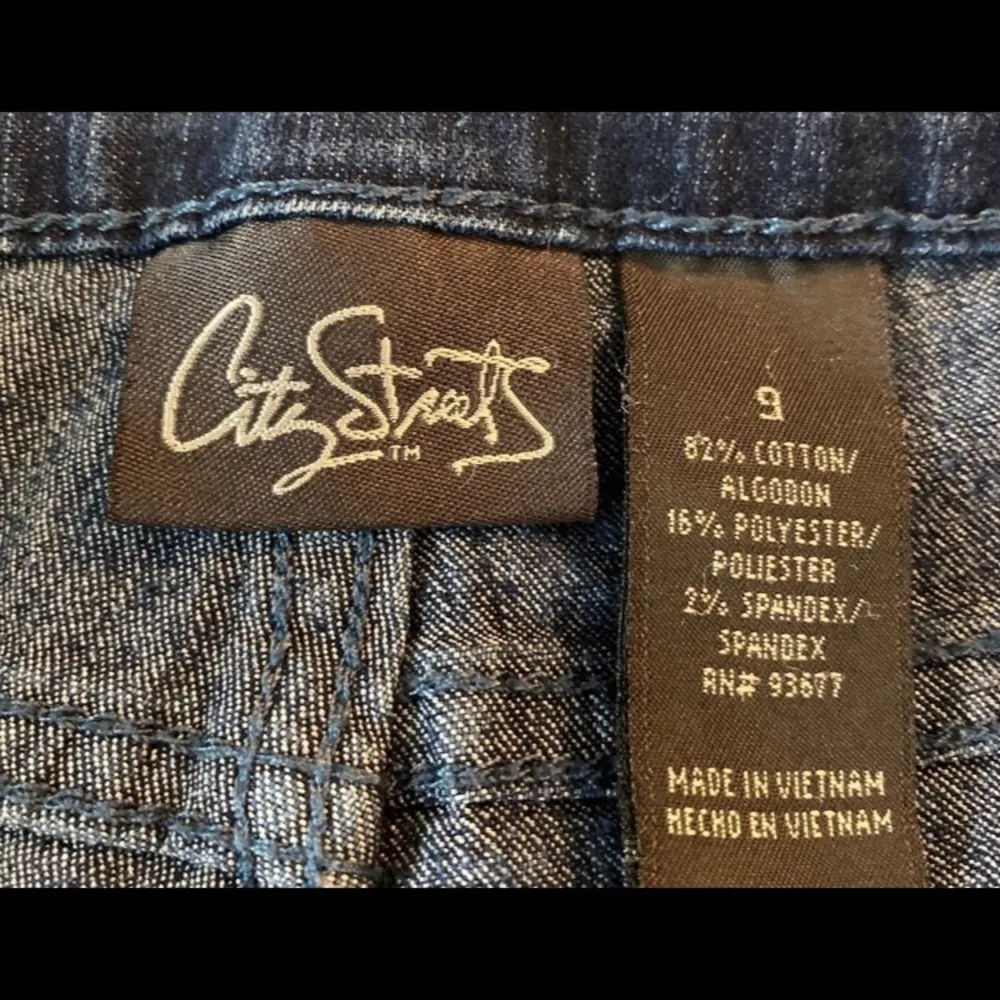 City Streets
TM
9
82% COTTON/
ALGODON
16% POLYESTER/
POLIESTER
2% SPANDEX/
SPANDEX
RN# 93677
MADE IN VIETNAM
HECHO EN VIETNAM